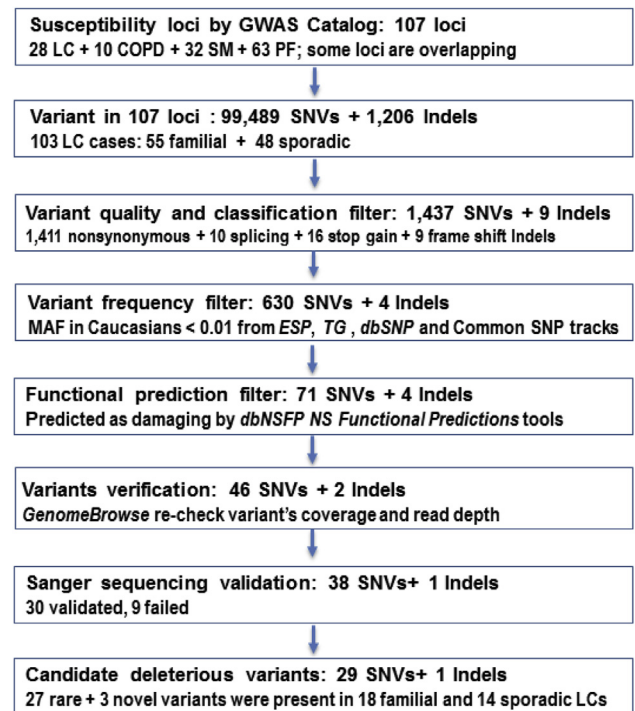 Susceptibility loci by GWAS Catalog: 107 loci
28 LC + 10 COPD + 32 SM + 63 PF; some loci are overlapping
Variant in 107 loci : 99,489 SNVs + 1,206 Indels
103 LC cases: 55 familial + 48 sporadic
Variant quality and classification filter: 1,437 SNVs + 9 Indels
1,411 nonsynonymous + 10 splicing + 16 stop gain + 9 frame shift Indels
Variant frequency filter: 630 SNVs + 4 Indels
MAF in Caucasians < 0.01 from ESP, TG , dbSNP and Common SNP tracks
Functional prediction filter: 71 SNVs + 4 Indels
Predicted as damaging by dbNSFP NS Functional Predictions tools
Variants verification: 46 SNVs + 2 Indels
GenomeBrowse re-check variant's coverage and read depth
Sanger sequencing validation: 38 SNVs+ 1 Indels
30 validated, 9 failed
Candidate deleterious variants: 29 SNVs+ 1 Indels
27 rare + 3 novel variants were present in 18 familial and 14 sporadic LCs